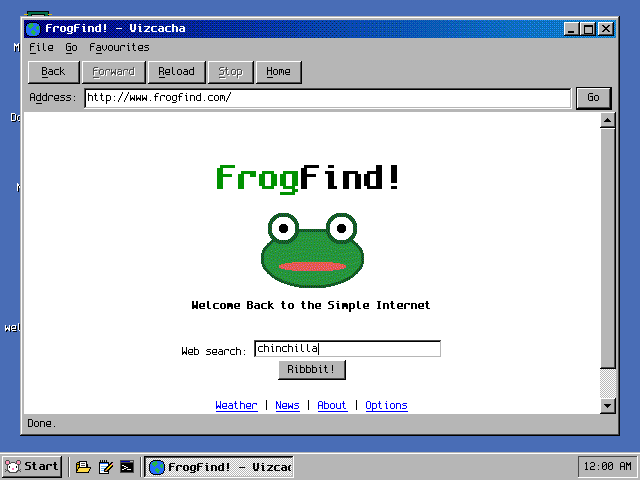 FrogFind! - Vizcacha
File Go Favourites
Back Forward Reload Stop Home
Address: http://www.frogfind.com/ Go
FrogFind!
Welcome Back to the Simple Internet
Web search: chinchilla
Ribbbit!
Weather | News | About | Options
Done.
Start FrogFind! - Vizcac 12:00 AM